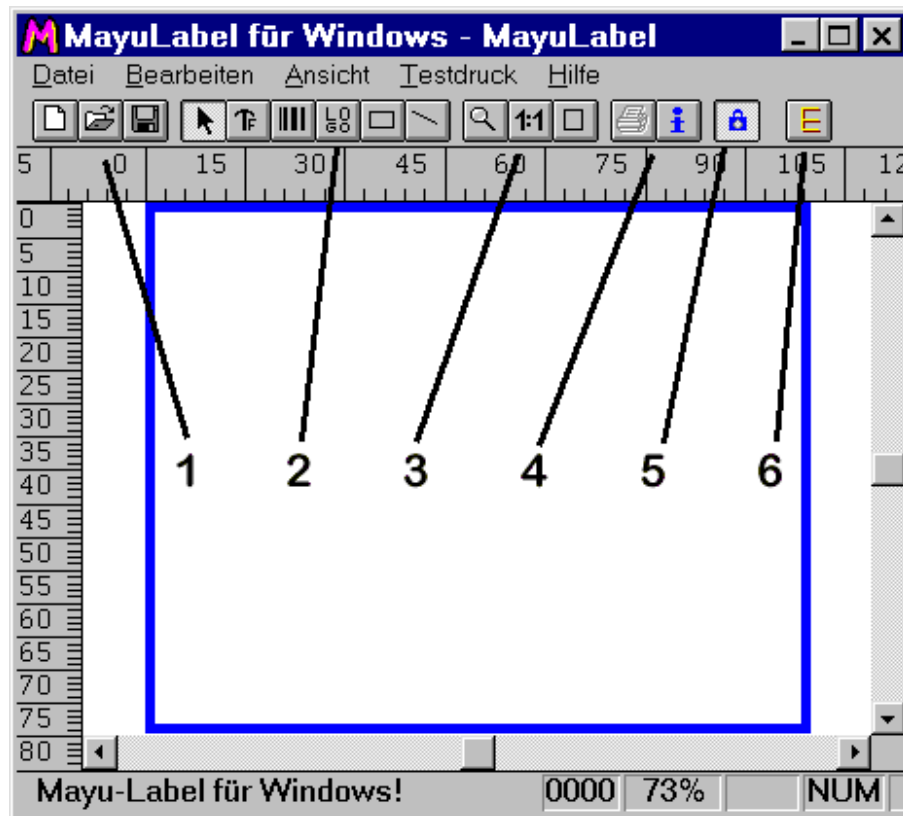 M MayuLabel für Windows - MayuLabel
Datei Bearbeiten Ansicht Testdruck Hilfe
TF LOGO 1:1 i E
5 0 15 30 45 60 75 90 105 12
0
5
10
15
20
25
30
35
40
45
50
55
60
65
70
75
80
1 2 3 4 5 6
Mayu-Label für Windows! 0000 73% NUM